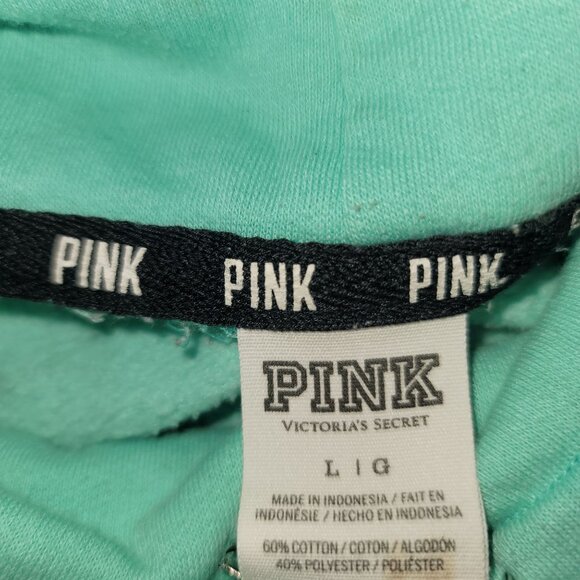 PINK PINK PINK
PINK
VICTORIA'S SECRET
L | G
MADE IN INDONESIA / FAIT EN
INDONÉSIE / HECHO EN INDONESIA
60% COTTON / COTON / ALGODÓN
40% POLYESTER / POLIÉSTER